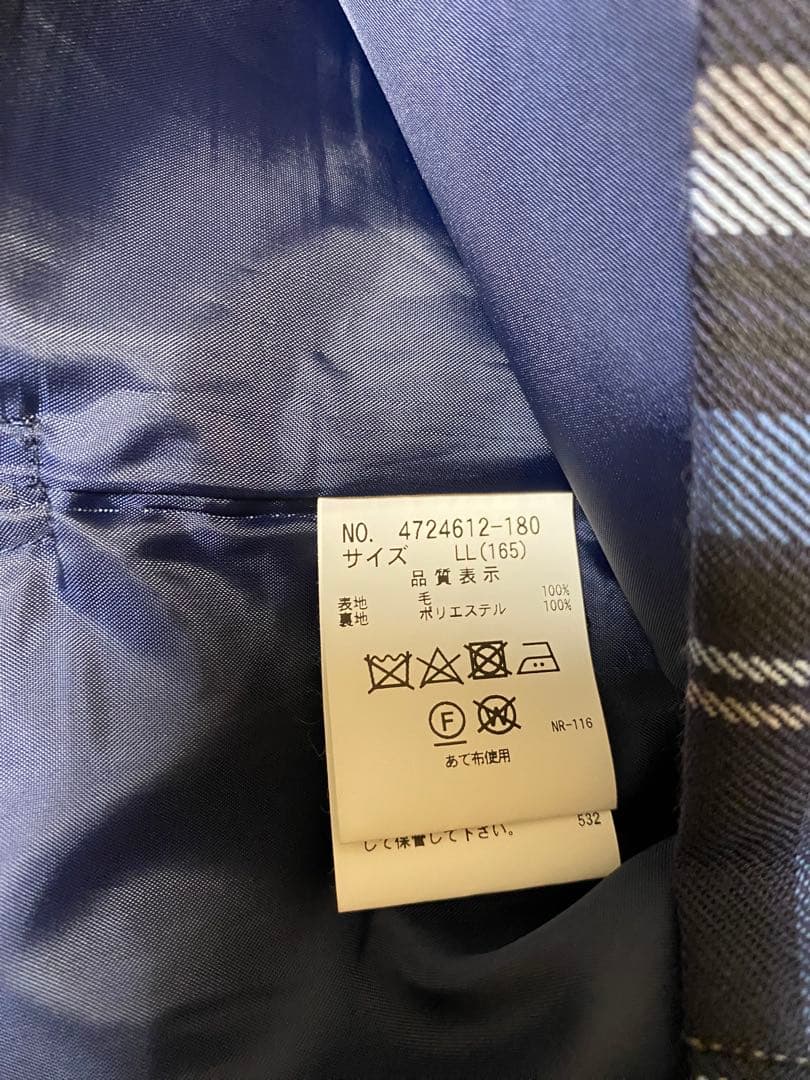 NO. 4724612-180
サイズ LL(165)
品質表示
表地 毛 100%
裏地 ポリエステル 100%
F W
NR-116
あて布使用
して保管して下さい。 532